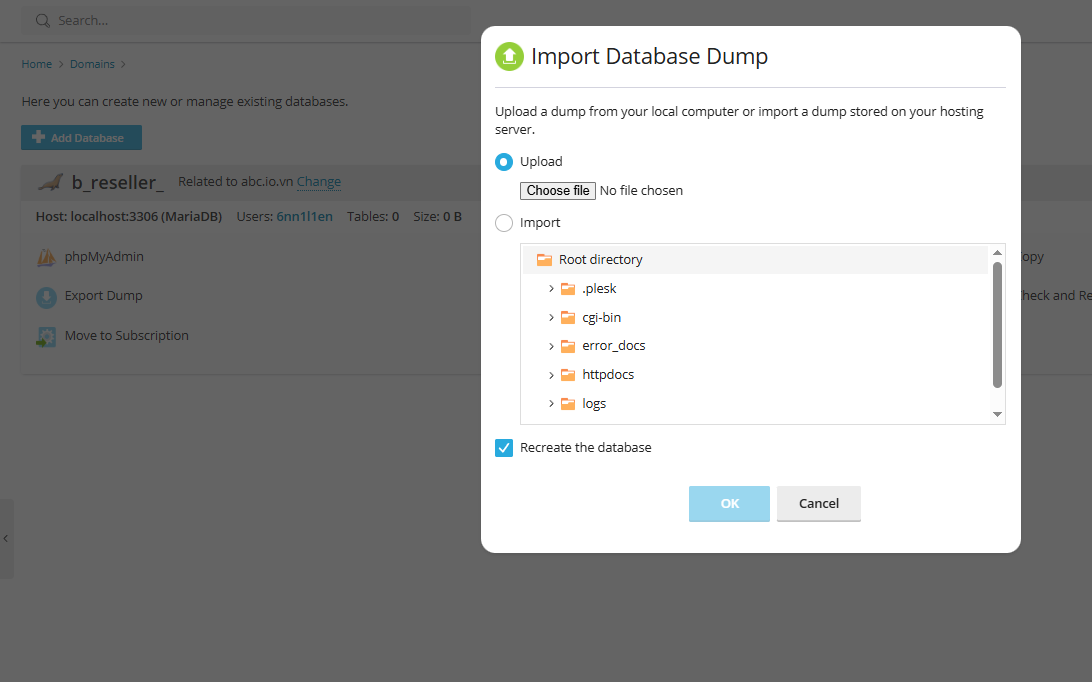 Search...
Home > Domains >
Here you can create new or manage existing databases.
Add Database
b_reseller_ Related to abc.io.vn Change
Host: localhost:3306 (MariaDB) Users: 6nn1l1en Tables: 0 Size: 0 B
phpMyAdmin
Export Dump
Move to Subscription
opy
heck and Re
Import Database Dump
Upload a dump from your local computer or import a dump stored on your hosting
server.
Upload
Choose file No file chosen
Import
Root directory
.plesk
cgi-bin
error_docs
httpdocs
logs
Recreate the database
OK Cancel